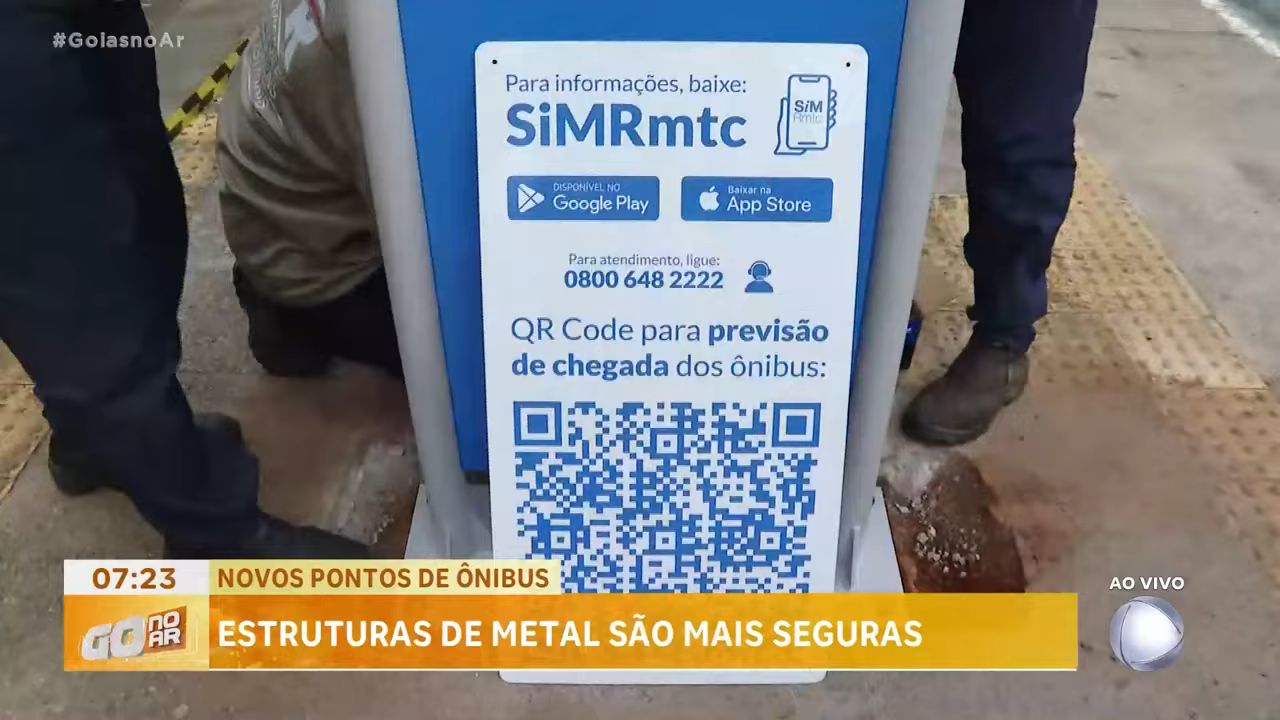 #GoiasnoAr
Para informações, baixe:
SiMRmtc
SiM
Rmtc
DISPONÍVEL NO
Google Play
Baixar na
App Store
Para atendimento, ligue:
0800 648 2222
QR Code para previsão
de chegada dos ônibus:
07:23
NOVOS PONTOS DE ÔNIBUS
GO NO AR
ESTRUTURAS DE METAL SÃO MAIS SEGURAS
AO VIVO